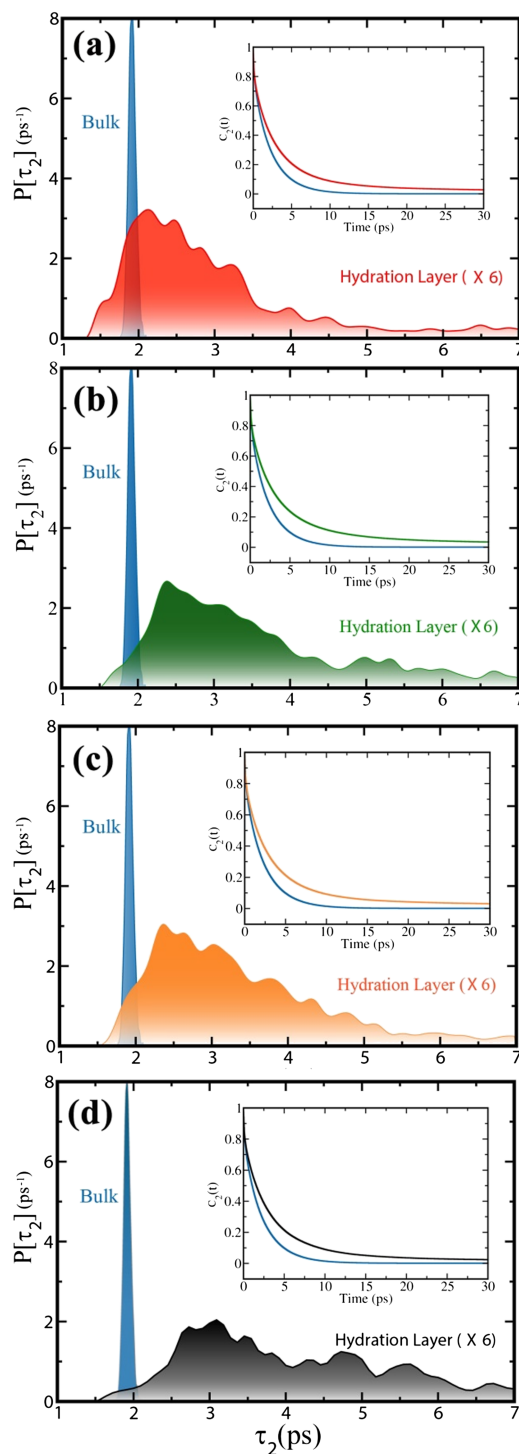 (a)
Bulk
Hydration Layer ( X 6)
P[τ2] (ps-1)
8
6
4
2
0
1 2 3 4 5 6 7
C2(t)
1
0.8
0.6
0.4
0.2
0
0 5 10 15 20 25 30
Time (ps)
(b)
Bulk
Hydration Layer ( X 6)
P[τ2] (ps-1)
8
6
4
2
0
1 2 3 4 5 6 7
C2(t)
1
0.8
0.6
0.4
0.2
0
0 5 10 15 20 25 30
Time (ps)
(c)
Bulk
Hydration Layer ( X 6)
P[τ2] (ps-1)
8
6
4
2
0
1 2 3 4 5 6 7
C2(t)
1
0.8
0.6
0.4
0.2
0
0 5 10 15 20 25 30
Time (ps)
(d)
Bulk
Hydration Layer ( X 6)
P[τ2] (ps-1)
8
6
4
2
0
1 2 3 4 5 6 7
C2(t)
1
0.8
0.6
0.4
0.2
0
0 5 10 15 20 25 30
Time (ps)
τ2(ps)